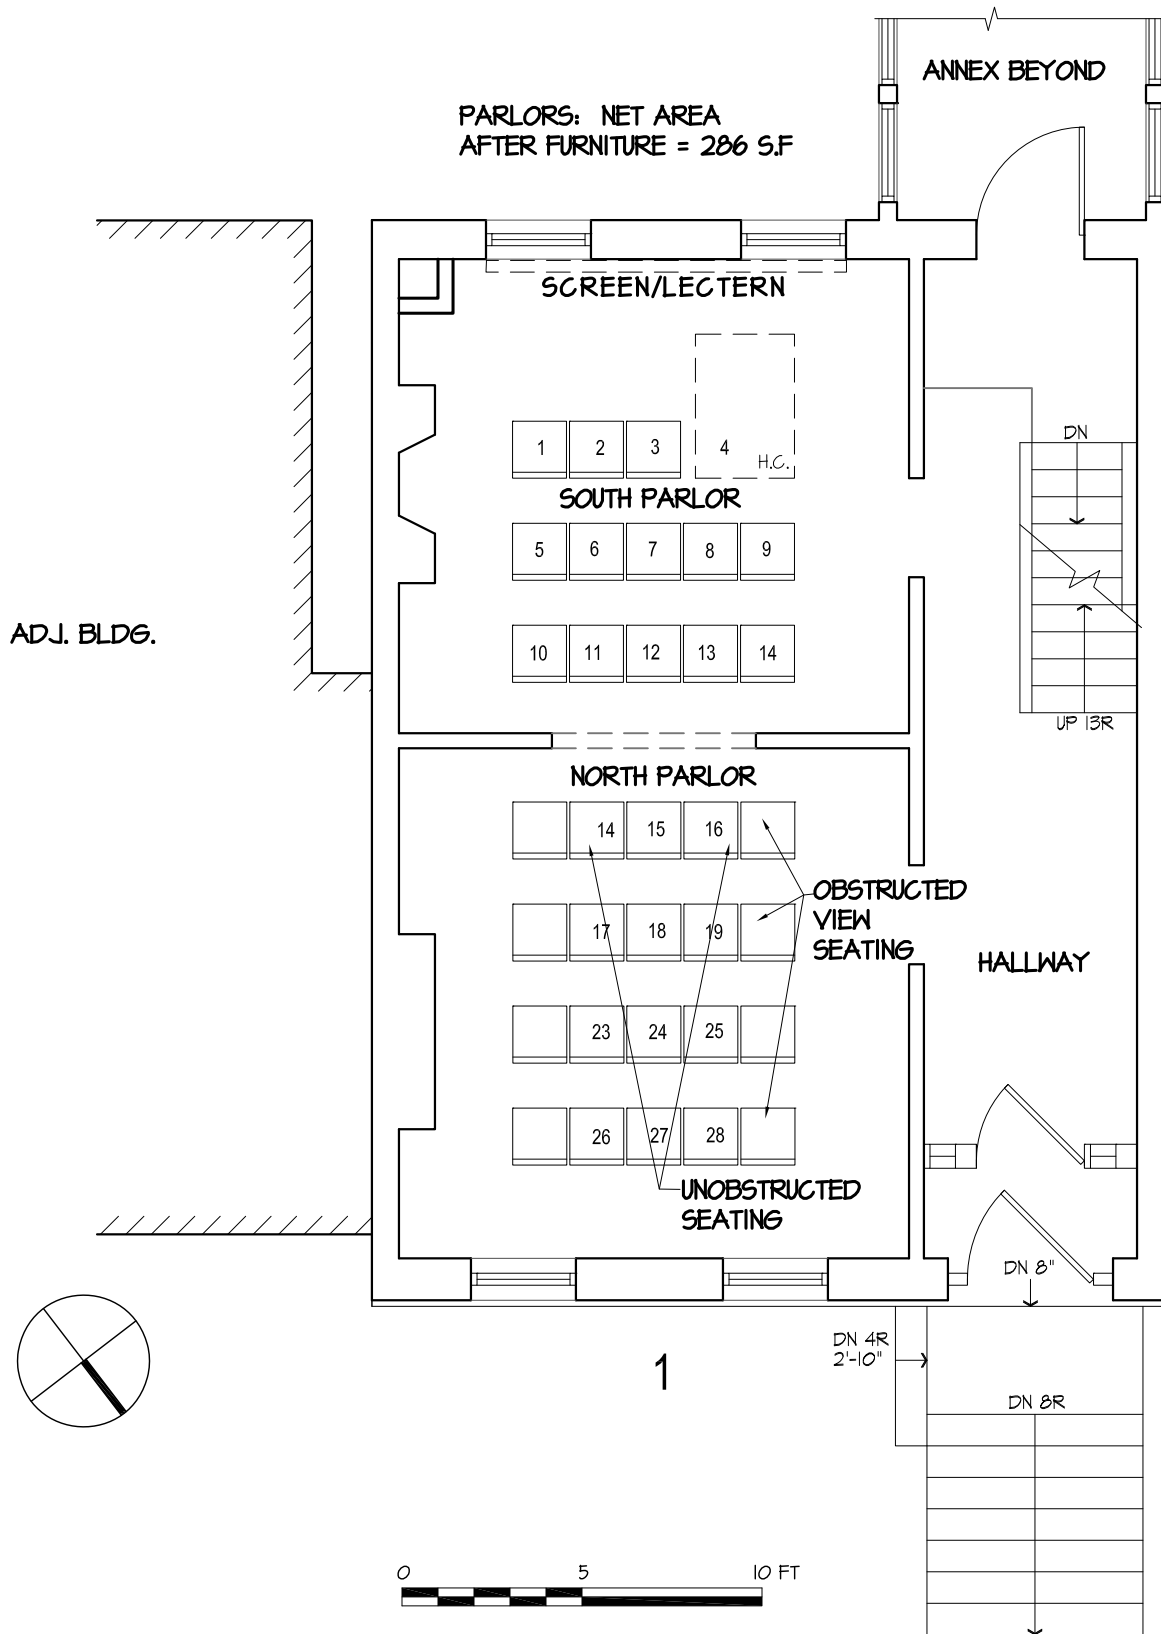 ANNEX BEYOND
PARLORS: NET AREA
AFTER FURNITURE = 286 S.F
SCREEN/LECTERN
1 2 3 4
H.C.
DN
SOUTH PARLOR
5 6 7 8 9
ADJ. BLDG.
10 11 12 13 14
UP 13R
NORTH PARLOR
14 15 16
OBSTRUCTED
VIEW
SEATING
17 18 19
HALLWAY
23 24 25
26 27 28
UNOBSTRUCTED
SEATING
DN 8"
DN 4R
2'-10"
1
DN 8R
0 5 10 FT